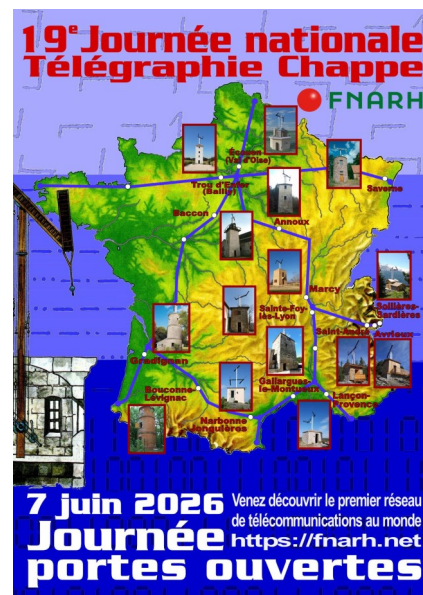 19e Journée nationale
Télégraphie Chappe
FNARH
Écouen
(Val d'Oise)
Trou d'Enfer
(Bailly)
Saverne
Baccon
Annoux
Marcy
Sainte-Foy-
lès-Lyon
Sollières-
Sardières
Saint-André
Avrieux
Gradignan
Gallargues-
le-Montueux
Bouconne-
Lévignac
Lançon-
Provence
Narbonne
Jonquières
7 juin 2026
Venez découvrir le premier réseau
de télécommunications au monde
Journée
https://fnarh.net
portes ouvertes